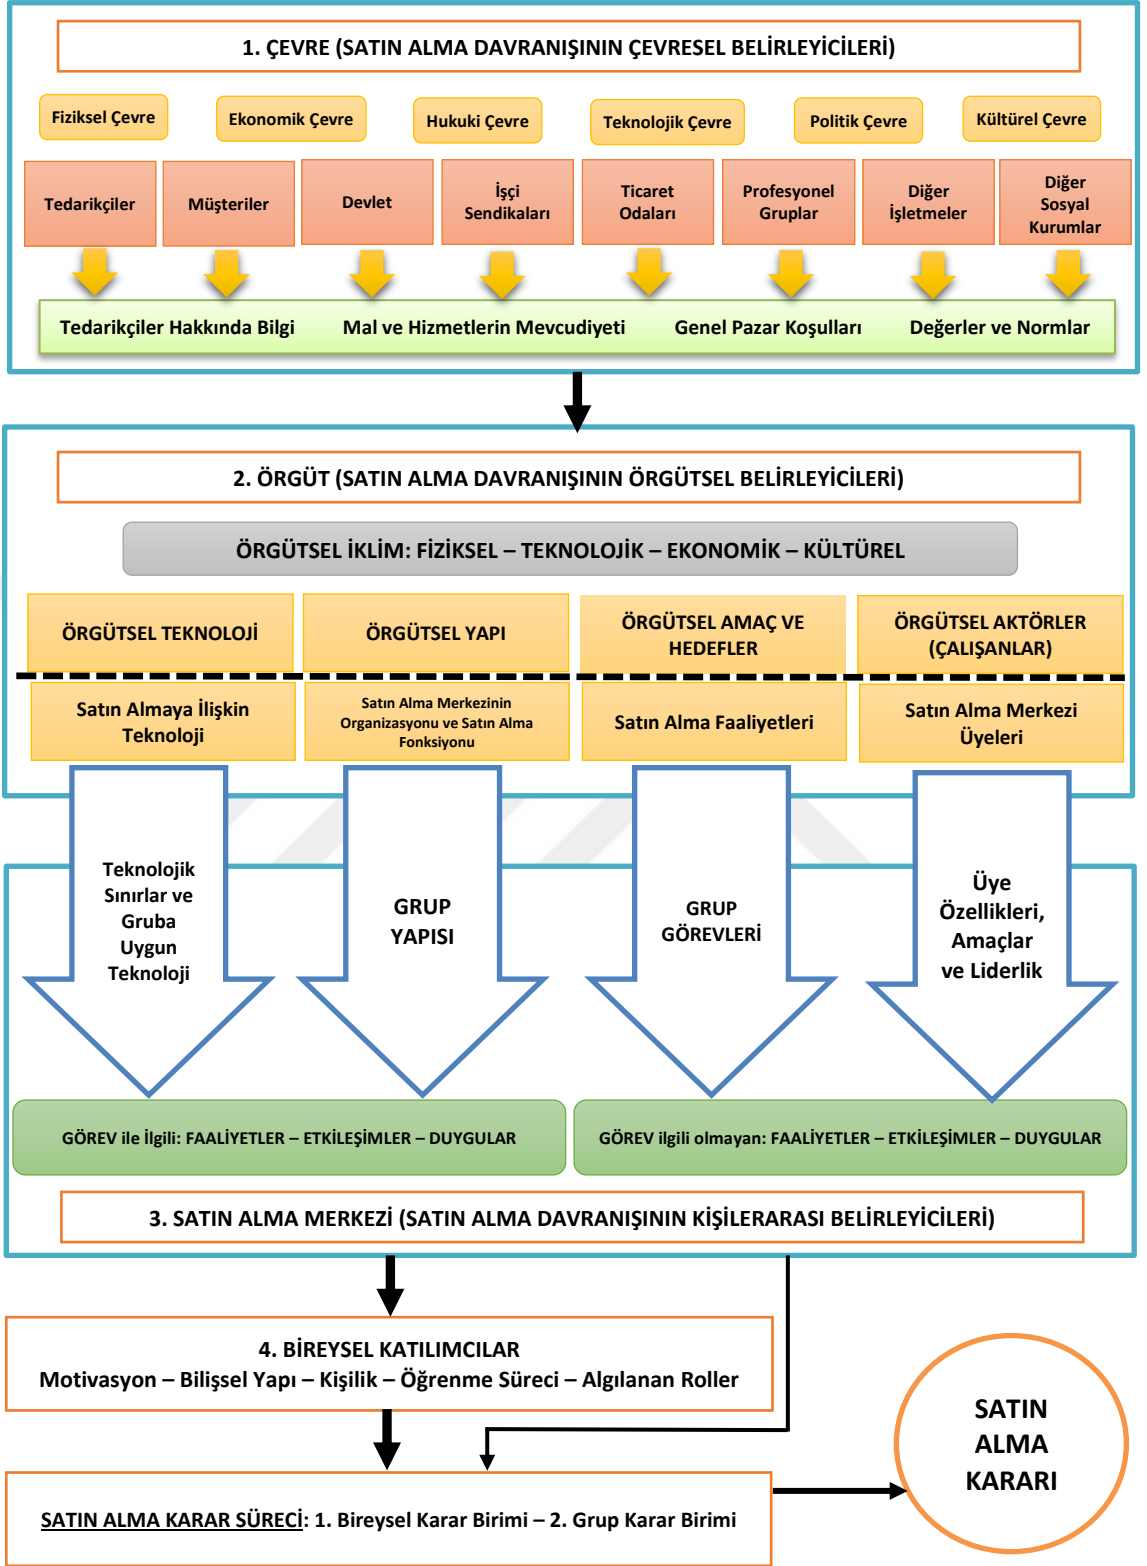 1. ÇEVRE (SATIN ALMA DAVRANIŞININ ÇEVRESEL BELİRLEYİCİLERİ)
Fiziksel Çevre
Ekonomik Çevre
Hukuki Çevre
Teknolojik Çevre
Politik Çevre
Kültürel Çevre
Tedarikçiler
Müşteriler
Devlet
İşçi
Sendikaları
Ticaret
Odaları
Profesyonel
Gruplar
Diğer
İşletmeler
Diğer
Sosyal
Kurumlar
Tedarikçiler Hakkında Bilgi
Mal ve Hizmetlerin Mevcudiyeti
Genel Pazar Koşulları
Değerler ve Normlar
2. ÖRGÜT (SATIN ALMA DAVRANIŞININ ÖRGÜTSEL BELİRLEYİCİLERİ)
ÖRGÜTSEL İKLİM: FİZİKSEL – TEKNOLOJİK – EKONOMİK – KÜLTÜREL
ÖRGÜTSEL TEKNOLOJİ
ÖRGÜTSEL YAPI
ÖRGÜTSEL AMAÇ VE
HEDEFLER
ÖRGÜTSEL AKTÖRLER
(ÇALIŞANLAR)
Satın Almaya İlişkin
Teknoloji
Satın Alma Merkezinin
Organizasyonu ve Satın Alma
Fonksiyonu
Satın Alma Faaliyetleri
Satın Alma Merkezi
Üyeleri
Teknolojik
Sınırlar ve
Gruba
Uygun
Teknoloji
GRUP
YAPISI
GRUP
GÖREVLERİ
Üye
Özellikleri,
Amaçlar
ve Liderlik
GÖREV ile İlgili: FAALİYETLER – ETKİLEŞİMLER – DUYGULAR
GÖREV ilgili olmayan: FAALİYETLER – ETKİLEŞİMLER – DUYGULAR
3. SATIN ALMA MERKEZİ (SATIN ALMA DAVRANIŞININ KİŞİLERARASI BELİRLEYİCİLERİ)
4. BİREYSEL KATILIMCILAR
Motivasyon – Bilişsel Yapı – Kişilik – Öğrenme Süreci – Algılanan Roller
SATIN
ALMA
KARARI
SATIN ALMA KARAR SÜRECİ: 1. Bireysel Karar Birimi – 2. Grup Karar Birimi